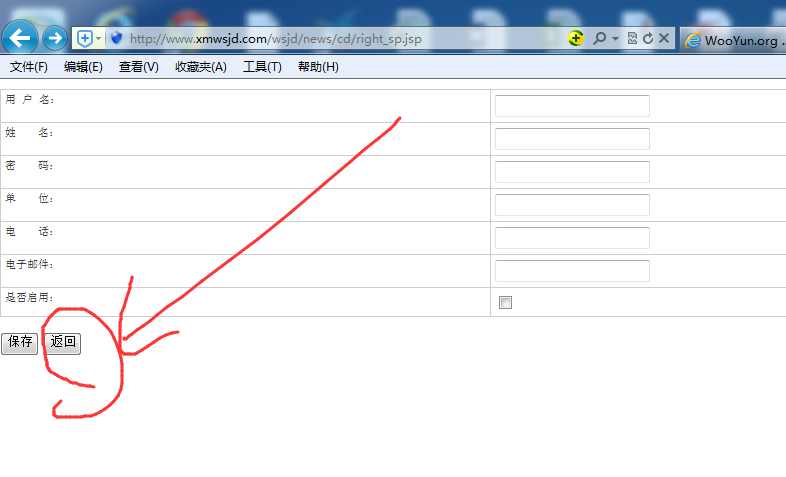 http://www.xmwsjd.com/wsjd/news/cd/right_sp.jsp
WooYun.org ..
文件(F) 编辑(E) 查看(V) 收藏夹(A) 工具(T) 帮助(H)
用 户 名:
姓 名:
密 码:
单 位:
电 话:
电子邮件:
是否启用:
保存 返回